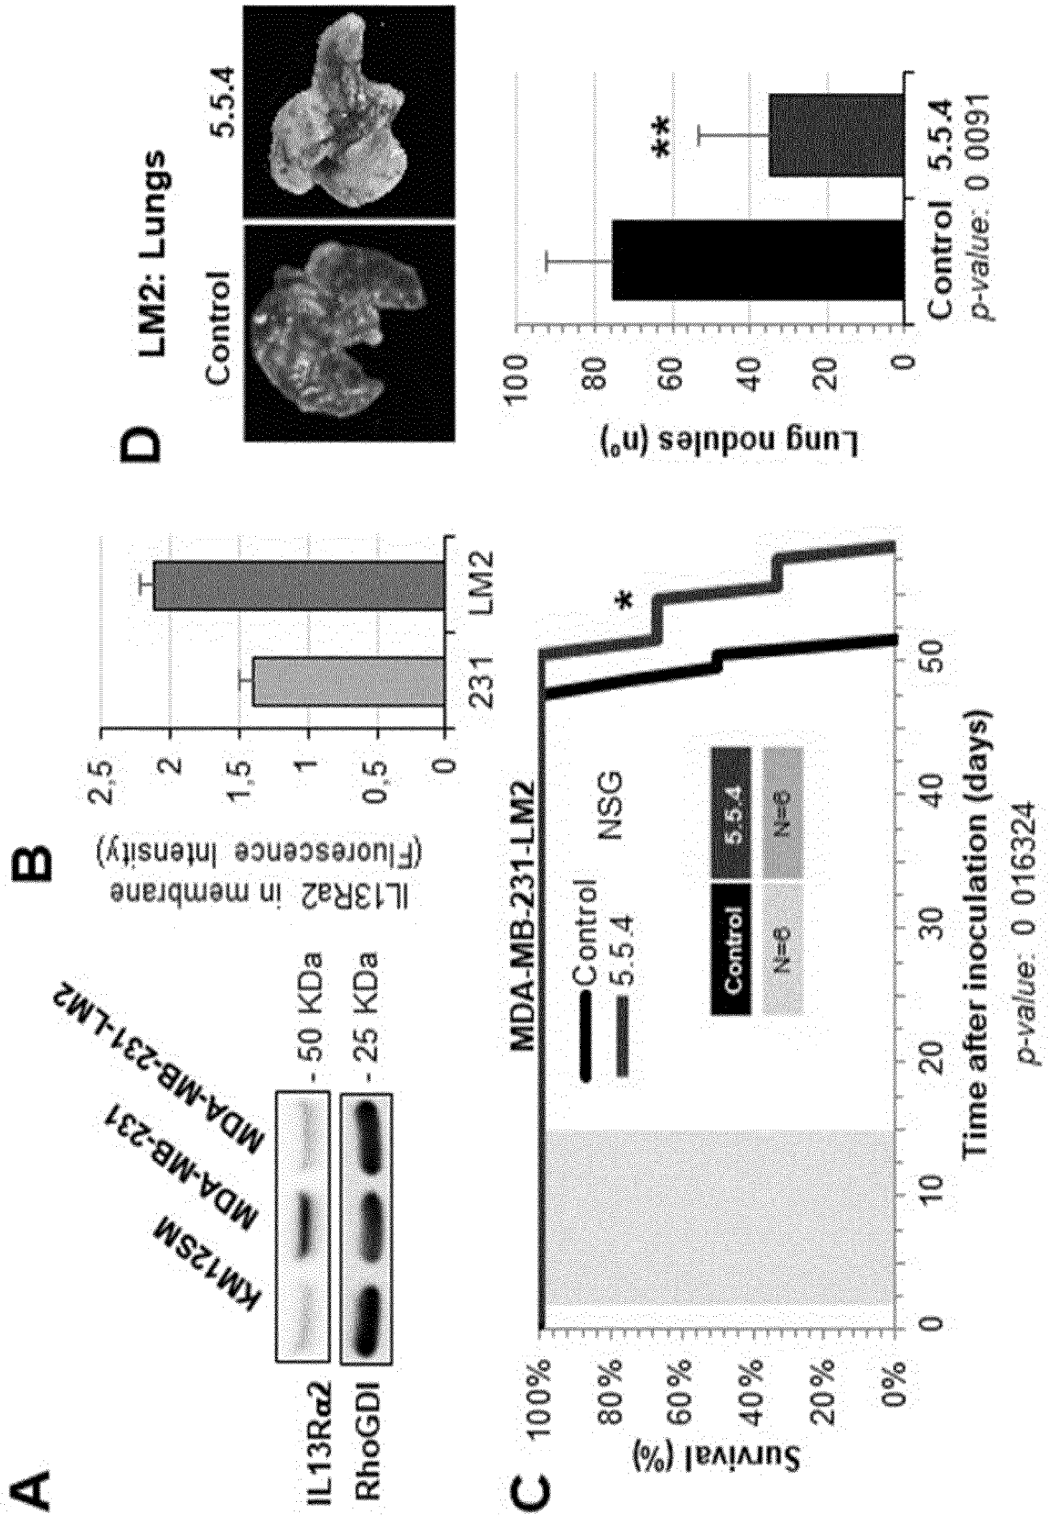 A
KM12SM
MDA-MB-231
MDA-MB-231-LM2
IL13Rα2
- 50 KDa
RhoGDI
- 25 KDa
B
IL13Ra2 in membrane
(Fluorescence Intensity)
2,5
2
1,5
1
0,5
0
231 LM2
C
MDA-MB-231-LM2
Survival (%)
100%
80%
60%
40%
20%
0%
Control
5.5.4
NSG
Control 5.5.4
N=6 N=6
*
0 10 20 30 40 50
Time after inoculation (days)
p-value: 0 016324
D
LM2: Lungs
Control 5.5.4
Lung nodules (nº)
100
80
60
40
20
0
**
Control 5.5.4
p-value: 0 0091